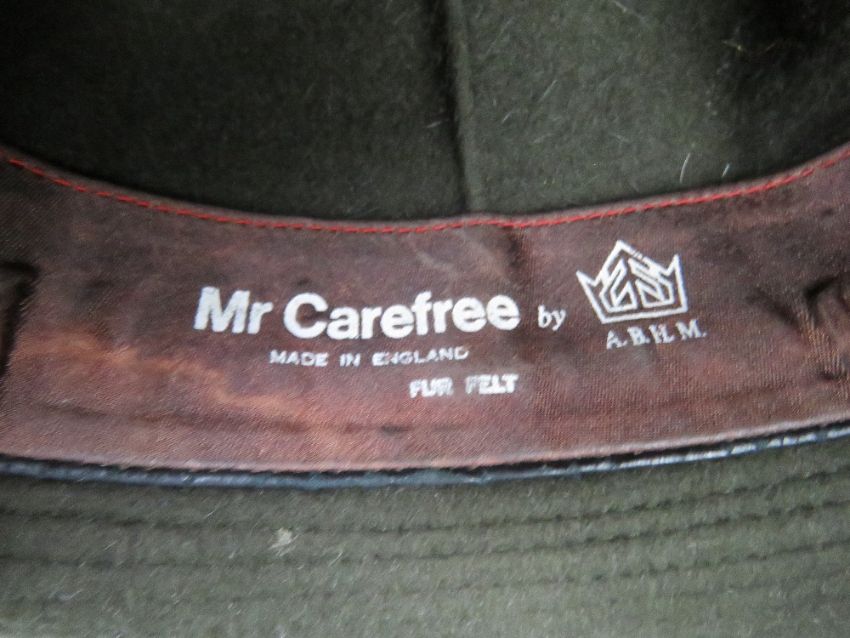 Mr Carefree by
A. B. H. M.
MADE IN ENGLAND
FUR FELT